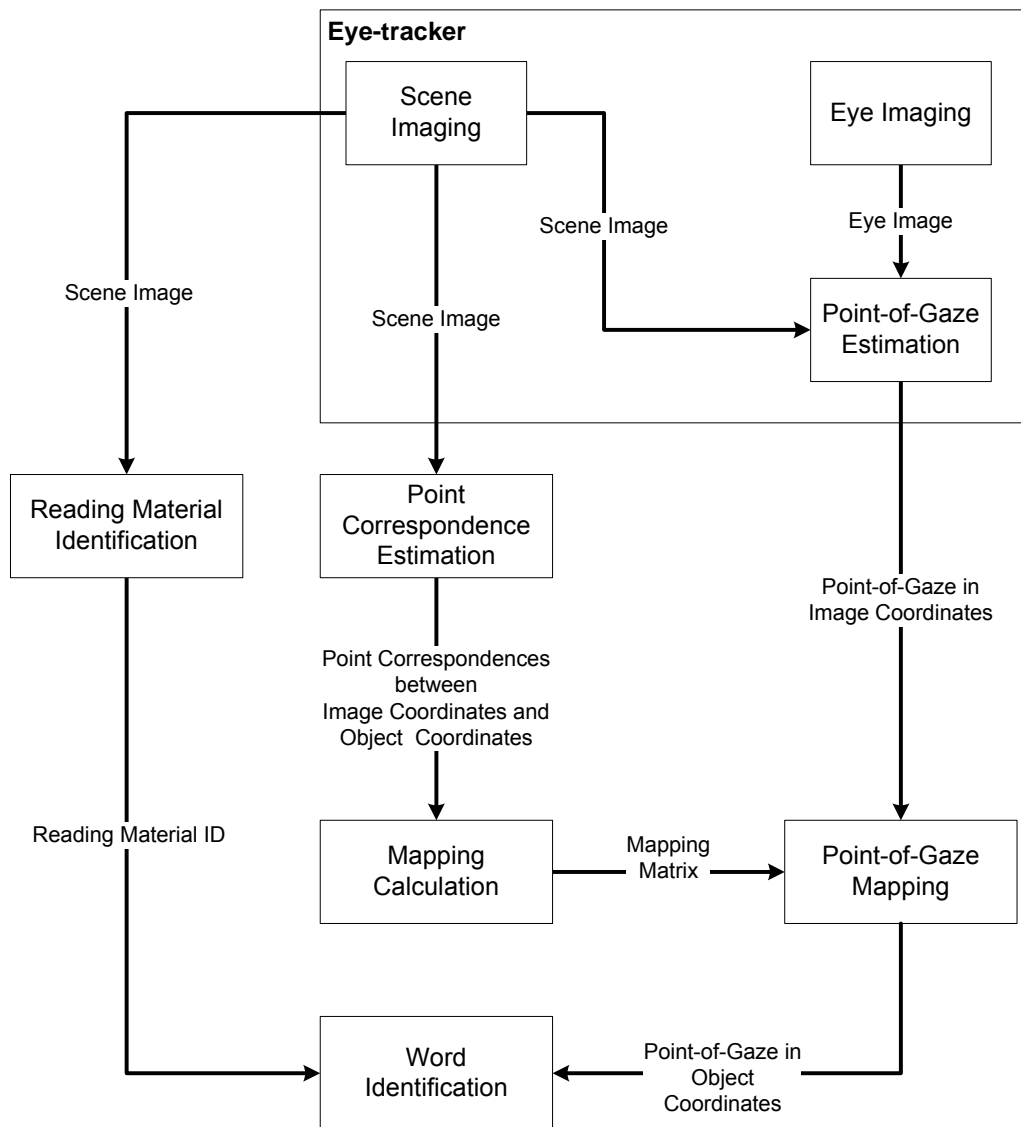 Eye-tracker
Scene
Imaging
Eye Imaging
Scene Image
Eye Image
Scene Image
Scene Image
Point-of-Gaze
Estimation
Reading Material
Identification
Point
Correspondence
Estimation
Point-of-Gaze in
Image Coordinates
Point Correspondences
between
Image Coordinates and
Object Coordinates
Reading Material ID
Mapping
Calculation
Mapping
Matrix
Point-of-Gaze
Mapping
Word
Identification
Point-of-Gaze in
Object
Coordinates